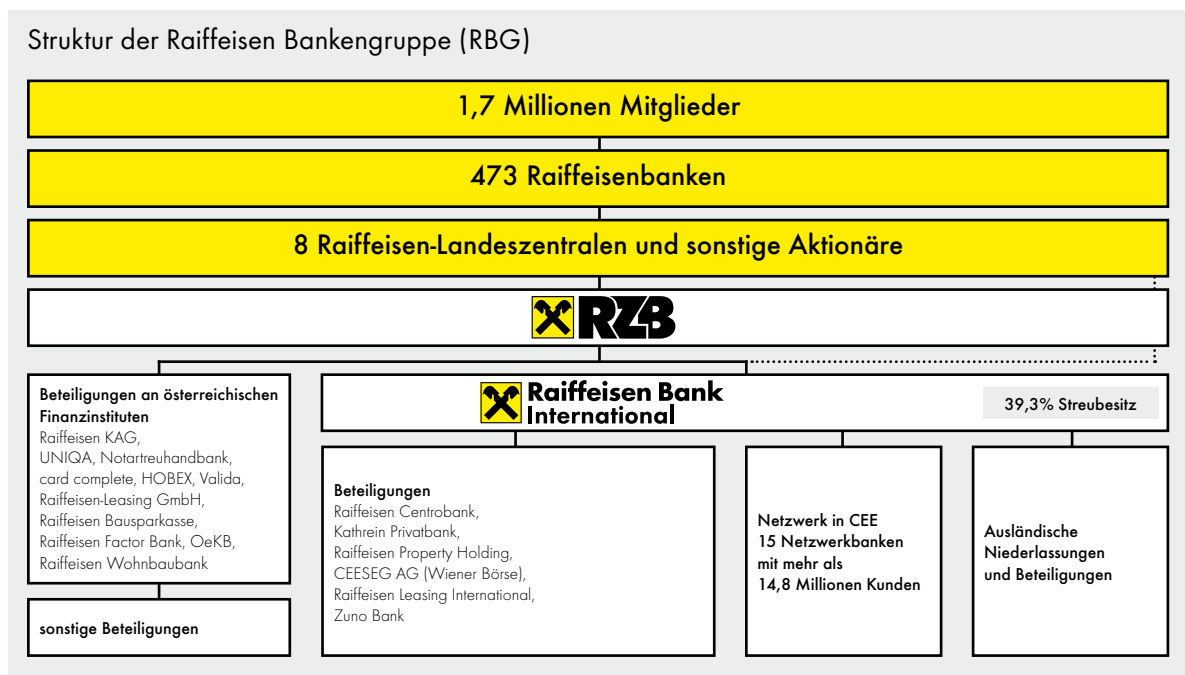 Struktur der Raiffeisen Bankengruppe (RBG)
1,7 Millionen Mitglieder
473 Raiffeisenbanken
8 Raiffeisen-Landeszentralen und sonstige Aktionäre
RZB
Beteiligungen an österreichischen
Finanzinstituten
Raiffeisen KAG,
UNIQA, Notartreuhandbank,
card complete, HOBEX, Valida,
Raiffeisen-Leasing GmbH,
Raiffeisen Bausparkasse,
Raiffeisen Factor Bank, OeKB,
Raiffeisen Wohnbaubank
sonstige Beteiligungen
Raiffeisen Bank
International
39,3% Streubesitz
Beteiligungen
Raiffeisen Centrobank,
Kathrein Privatbank,
Raiffeisen Property Holding,
CEESEG AG (Wiener Börse),
Raiffeisen Leasing International,
Zuno Bank
Netzwerk in CEE
15 Netzwerkbanken
mit mehr als
14,8 Millionen Kunden
Ausländische
Niederlassungen
und Beteiligungen